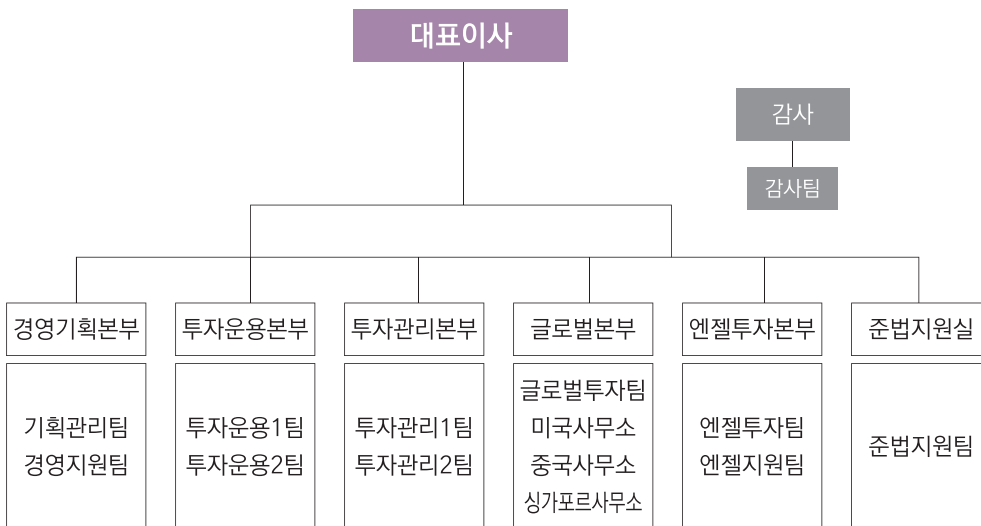 대표이사
감사
감사팀
경영기획본부
투자운용본부
투자관리본부
글로벌본부
엔젤투자본부
준법지원실
기획관리팀
경영지원팀
투자운용1팀
투자운용2팀
투자관리1팀
투자관리2팀
글로벌투자팀
미국사무소
중국사무소
싱가포르사무소
엔젤투자팀
엔젤지원팀
준법지원팀